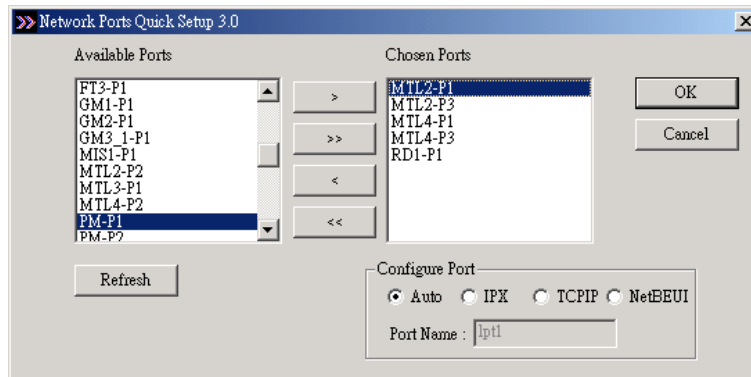 Network Ports Quick Setup 3.0
Available Ports
Chosen Ports
FT3-P1
GM1-P1
GM2-P1
GM3_1-P1
MIS1-P1
MTL2-P2
MTL3-P1
MTL4-P2
PM-P1
PM-P2
>
>>
<
<<
MTL2-P1
MTL2-P3
MTL4-P1
MTL4-P3
RD1-P1
OK
Cancel
Refresh
Configure Port
Auto IPX TCPIP NetBEUI
Port Name : lpt1